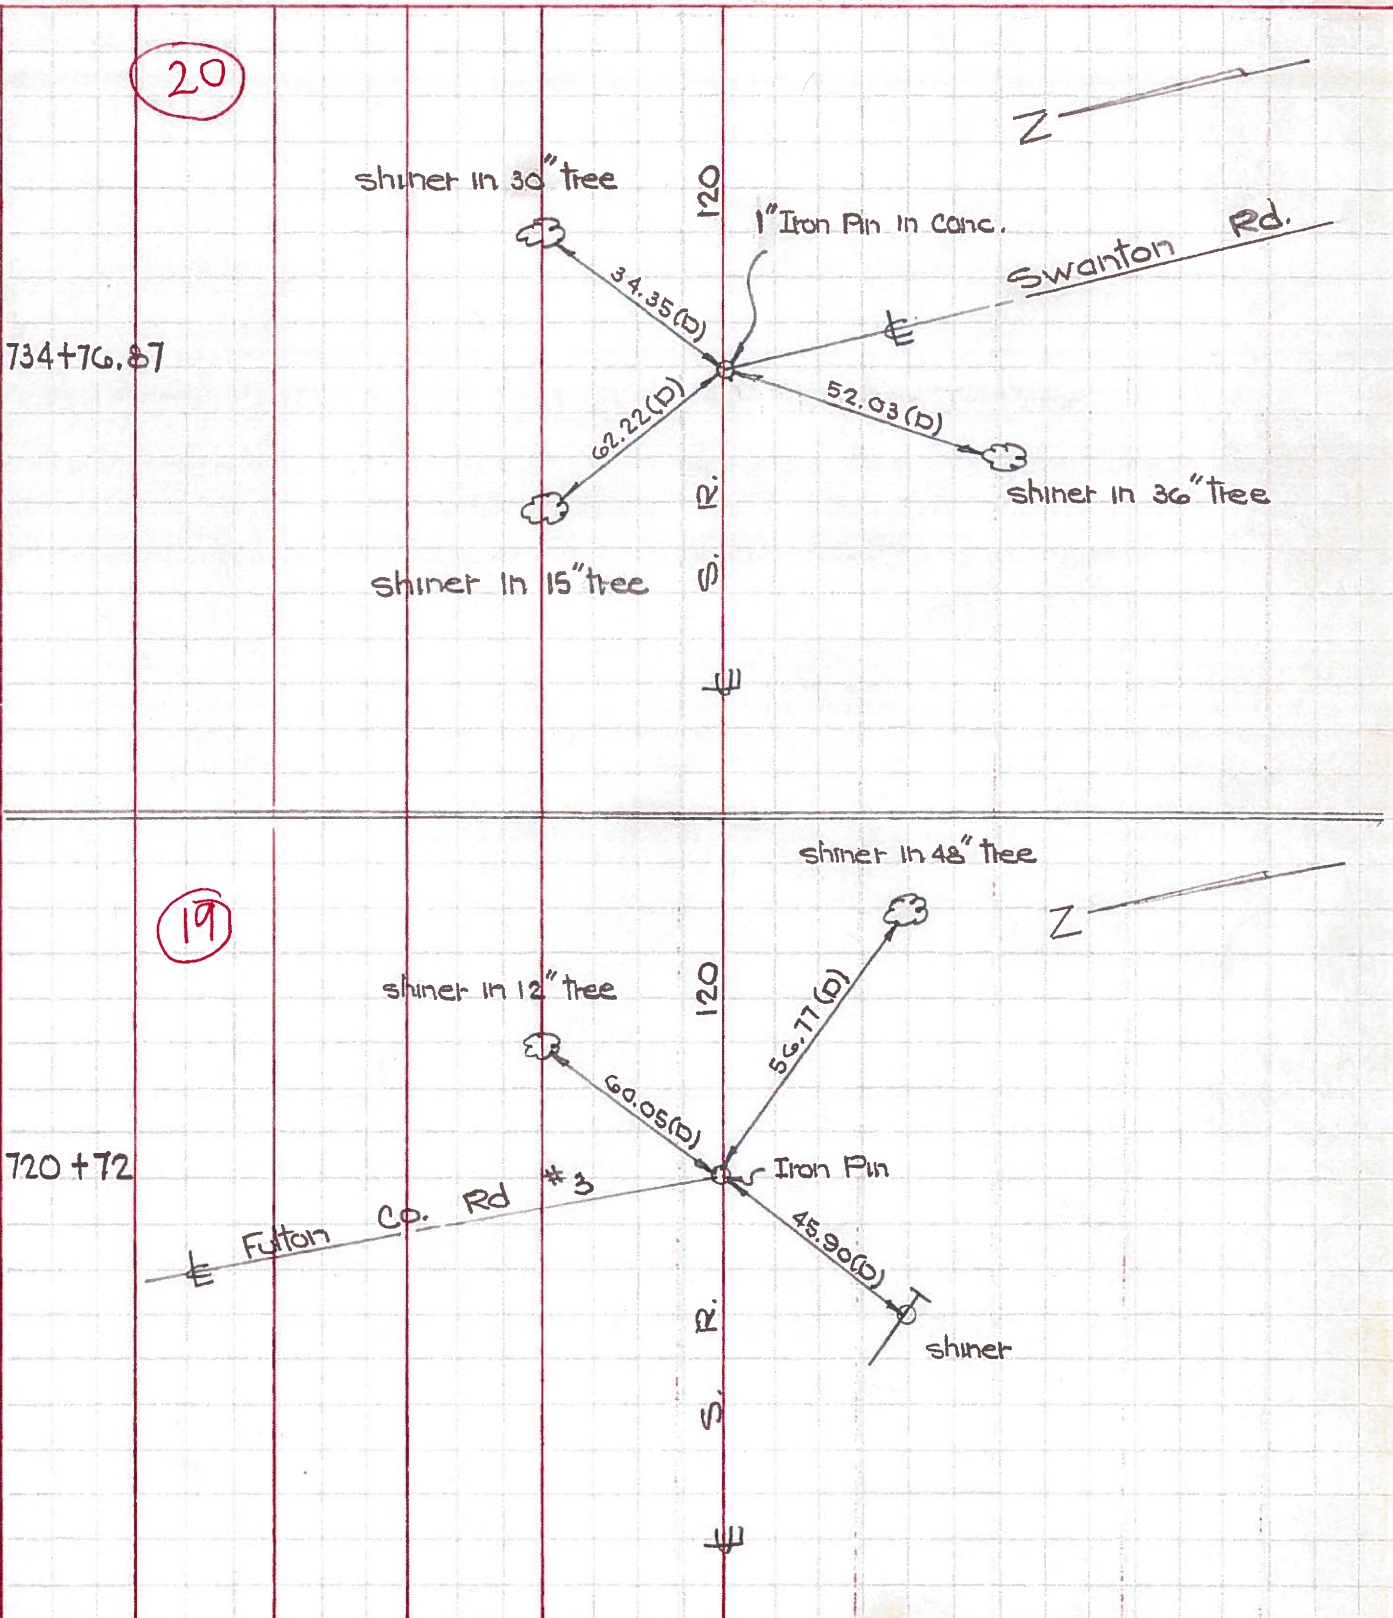 20
Z
shiner in 30" tree
120
1" Iron Pin in Conc.
Swanton Rd.
℄
34.35(D)
734+76.87
52.03(D)
62.22(D)
shiner in 36" tree
shiner in 15" tree
℄ S. R.
19
shiner in 48" tree
Z
shiner in 12" tree
120
56.77(D)
60.05(D)
720+72
Iron Pin
℄ Fulton Co. Rd #3
45.90(D)
shiner
℄ S. R.